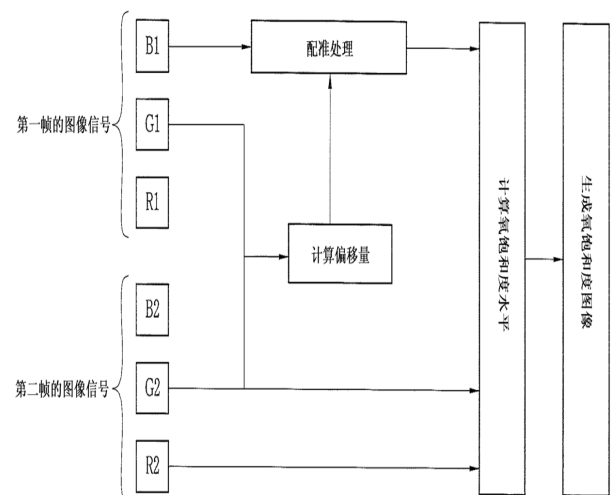 第一帧的图像信号
B1
G1
R1
配准处理
计算偏移量
第二帧的图像信号
B2
G2
R2
计算氧饱和度水平
生成氧饱和度图像